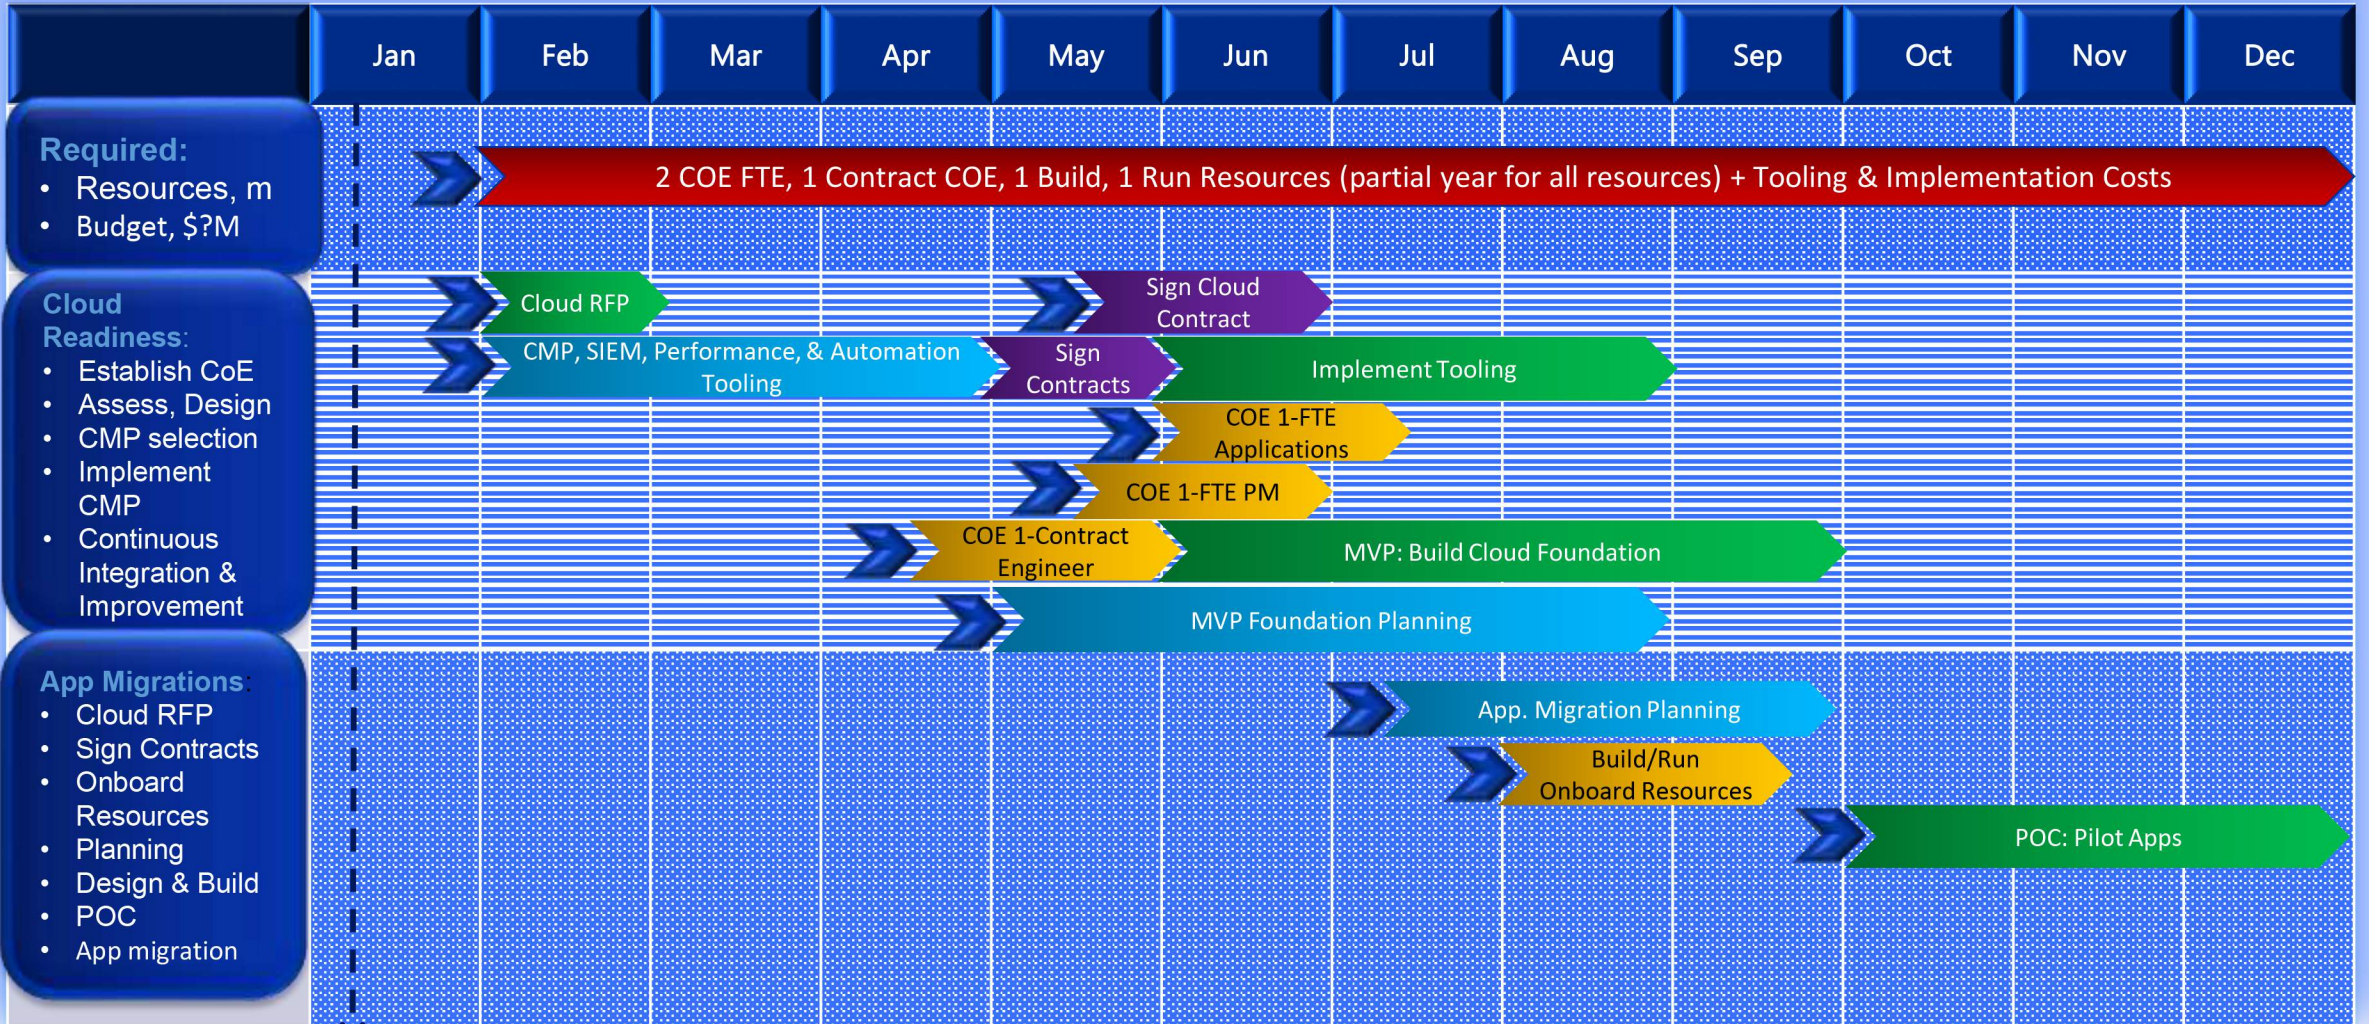 Jan Feb Mar Apr May Jun Jul Aug Sep Oct Nov Dec
Required:
• Resources, m
• Budget, $?M
2 COE FTE, 1 Contract COE, 1 Build, 1 Run Resources (partial year for all resources) + Tooling & Implementation Costs
Cloud
Readiness:
• Establish CoE
• Assess, Design
• CMP selection
• Implement
CMP
• Continuous
Integration &
Improvement
Cloud RFP
Sign Cloud
Contract
CMP, SIEM, Performance, & Automation
Tooling
Sign
Contracts
Implement Tooling
COE 1-FTE
Applications
COE 1-FTE PM
COE 1-Contract
Engineer
MVP: Build Cloud Foundation
MVP Foundation Planning
App Migrations:
• Cloud RFP
• Sign Contracts
• Onboard
Resources
• Planning
• Design & Build
• POC
• App migration
App. Migration Planning
Build/Run
Onboard Resources
POC: Pilot Apps